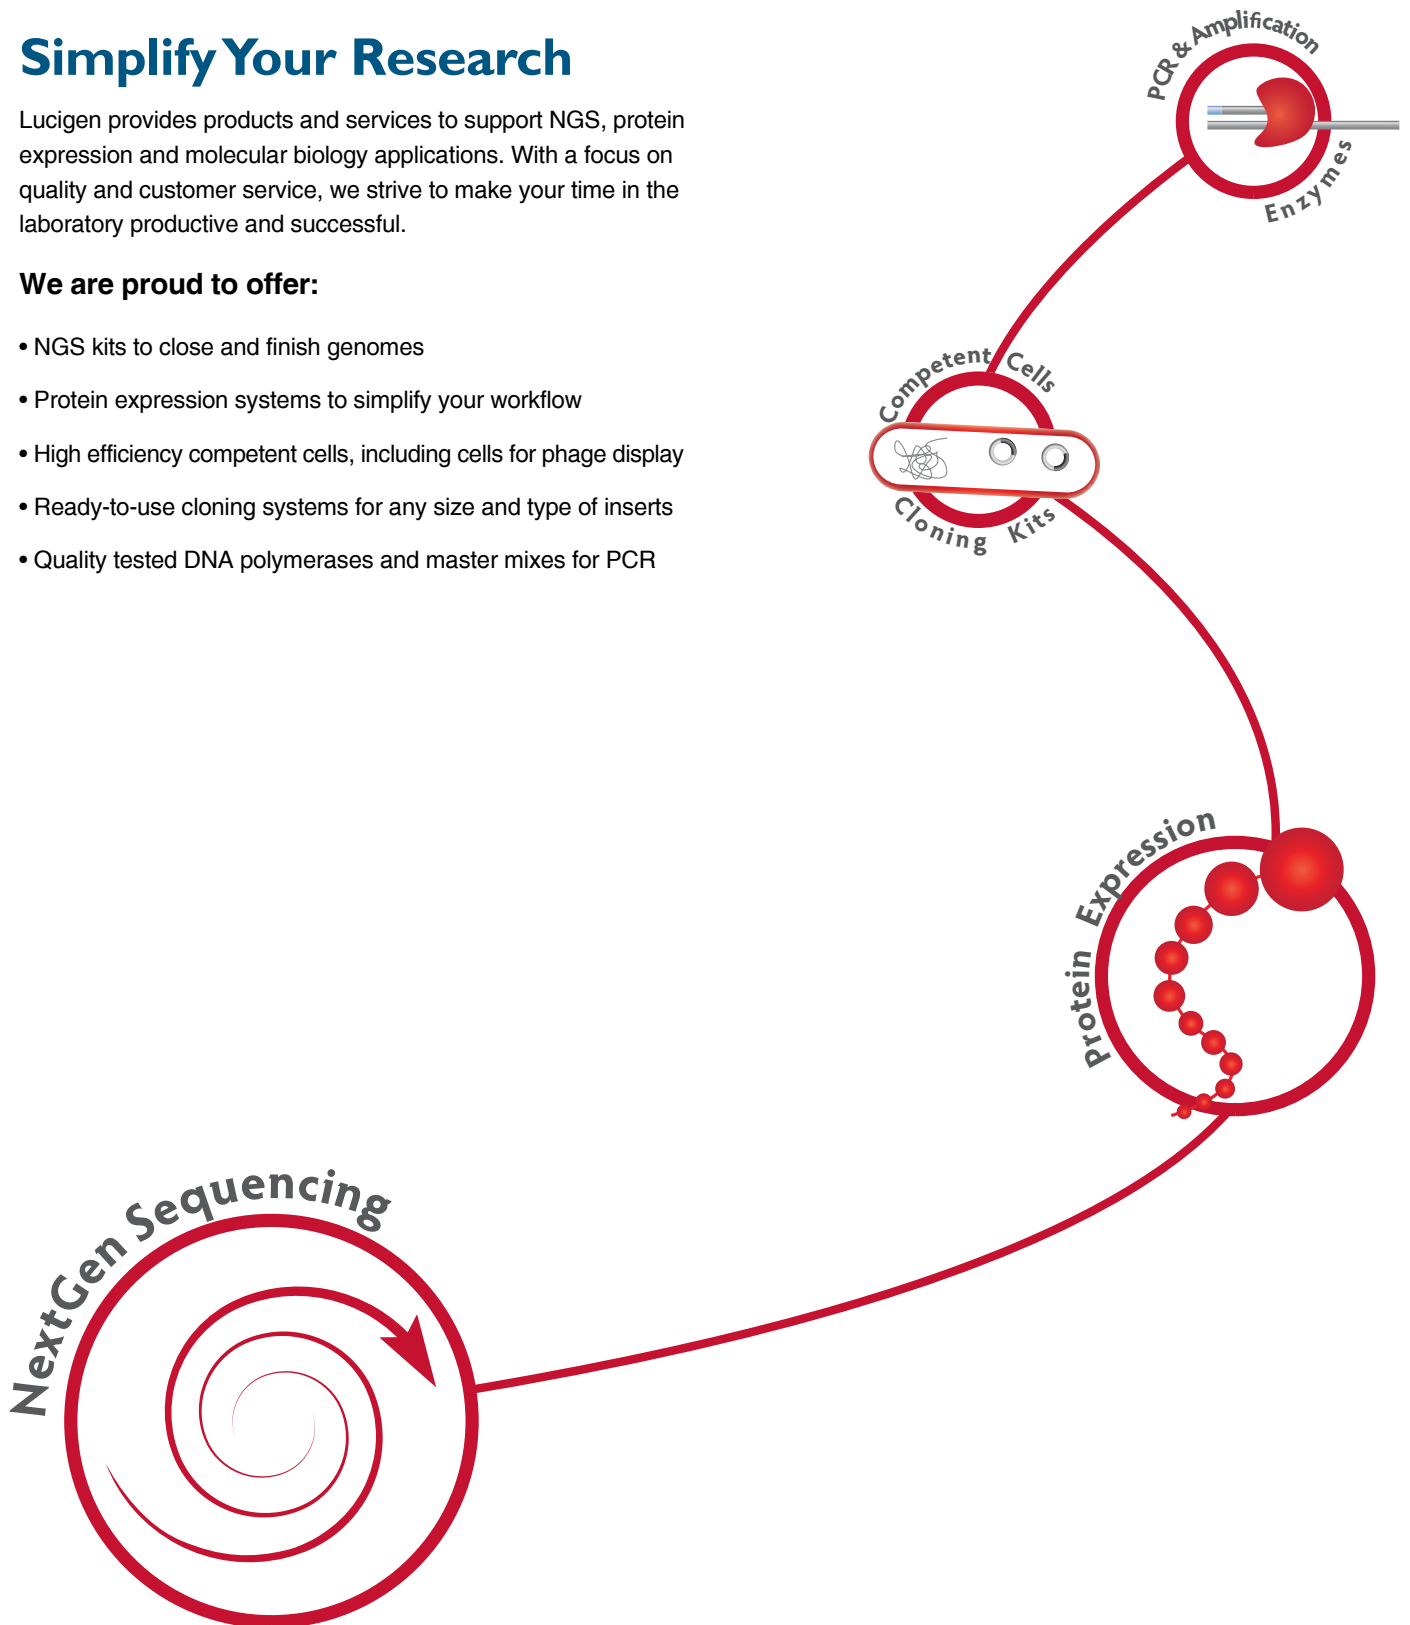 Simplify Your Research
Lucigen provides products and services to support NGS, protein
expression and molecular biology applications. With a focus on
quality and customer service, we strive to make your time in the
laboratory productive and successful.
We are proud to offer:
• NGS kits to close and finish genomes
• Protein expression systems to simplify your workflow
• High efficiency competent cells, including cells for phage display
• Ready-to-use cloning systems for any size and type of inserts
• Quality tested DNA polymerases and master mixes for PCR
PCR & Amplification
Enzymes
Competent Cells
Cloning Kits
Protein Expression
NextGen Sequencing